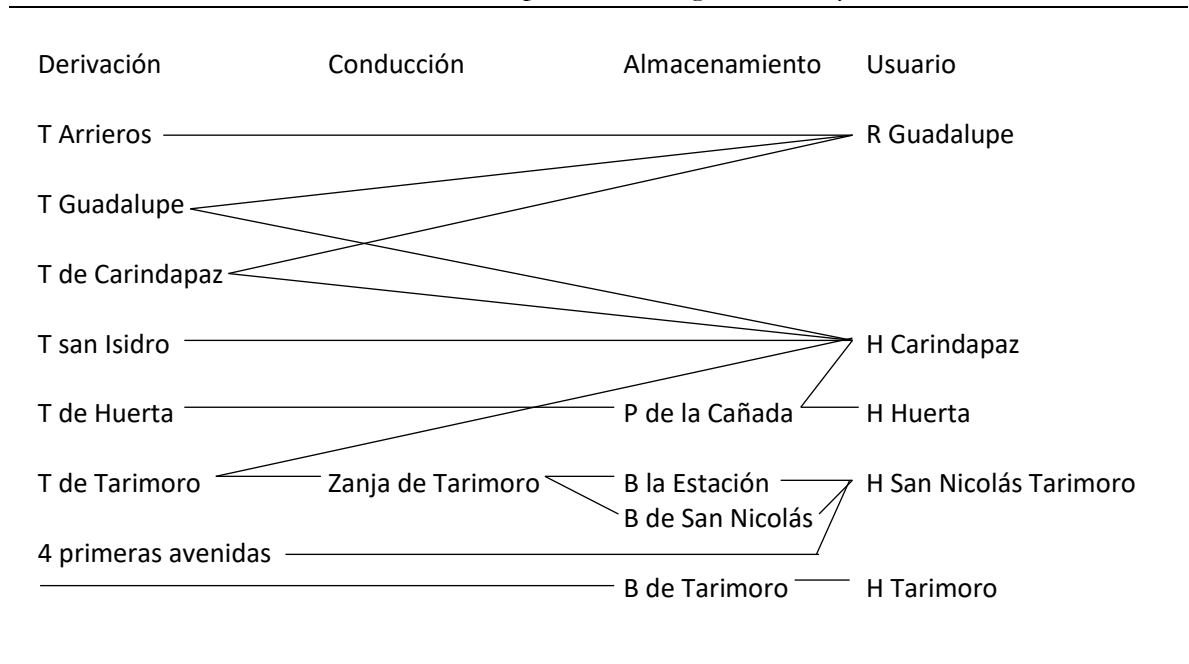 Derivación Conducción Almacenamiento Usuario
T Arrieros R Guadalupe
T Guadalupe
T de Carindapaz
T san Isidro H Carindapaz
T de Huerta P de la Cañada H Huerta
T de Tarimoro Zanja de Tarimoro B la Estación H San Nicolás Tarimoro
B de San Nicolás
4 primeras avenidas
B de Tarimoro H Tarimoro